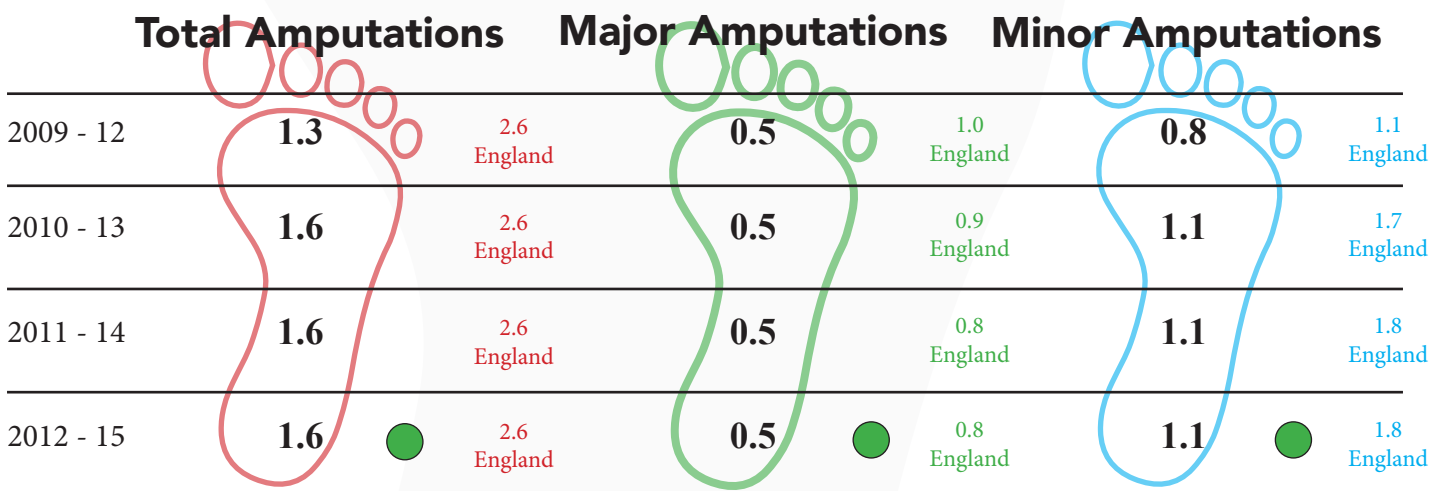 Total Amputations Major Amputations Minor Amputations
2009 - 12 1.3 2.6 England 0.5 1.0 England 0.8 1.1 England
2010 - 13 1.6 2.6 England 0.5 0.9 England 1.1 1.7 England
2011 - 14 1.6 2.6 England 0.5 0.8 England 1.1 1.8 England
2012 - 15 1.6 2.6 England 0.5 0.8 England 1.1 1.8 England